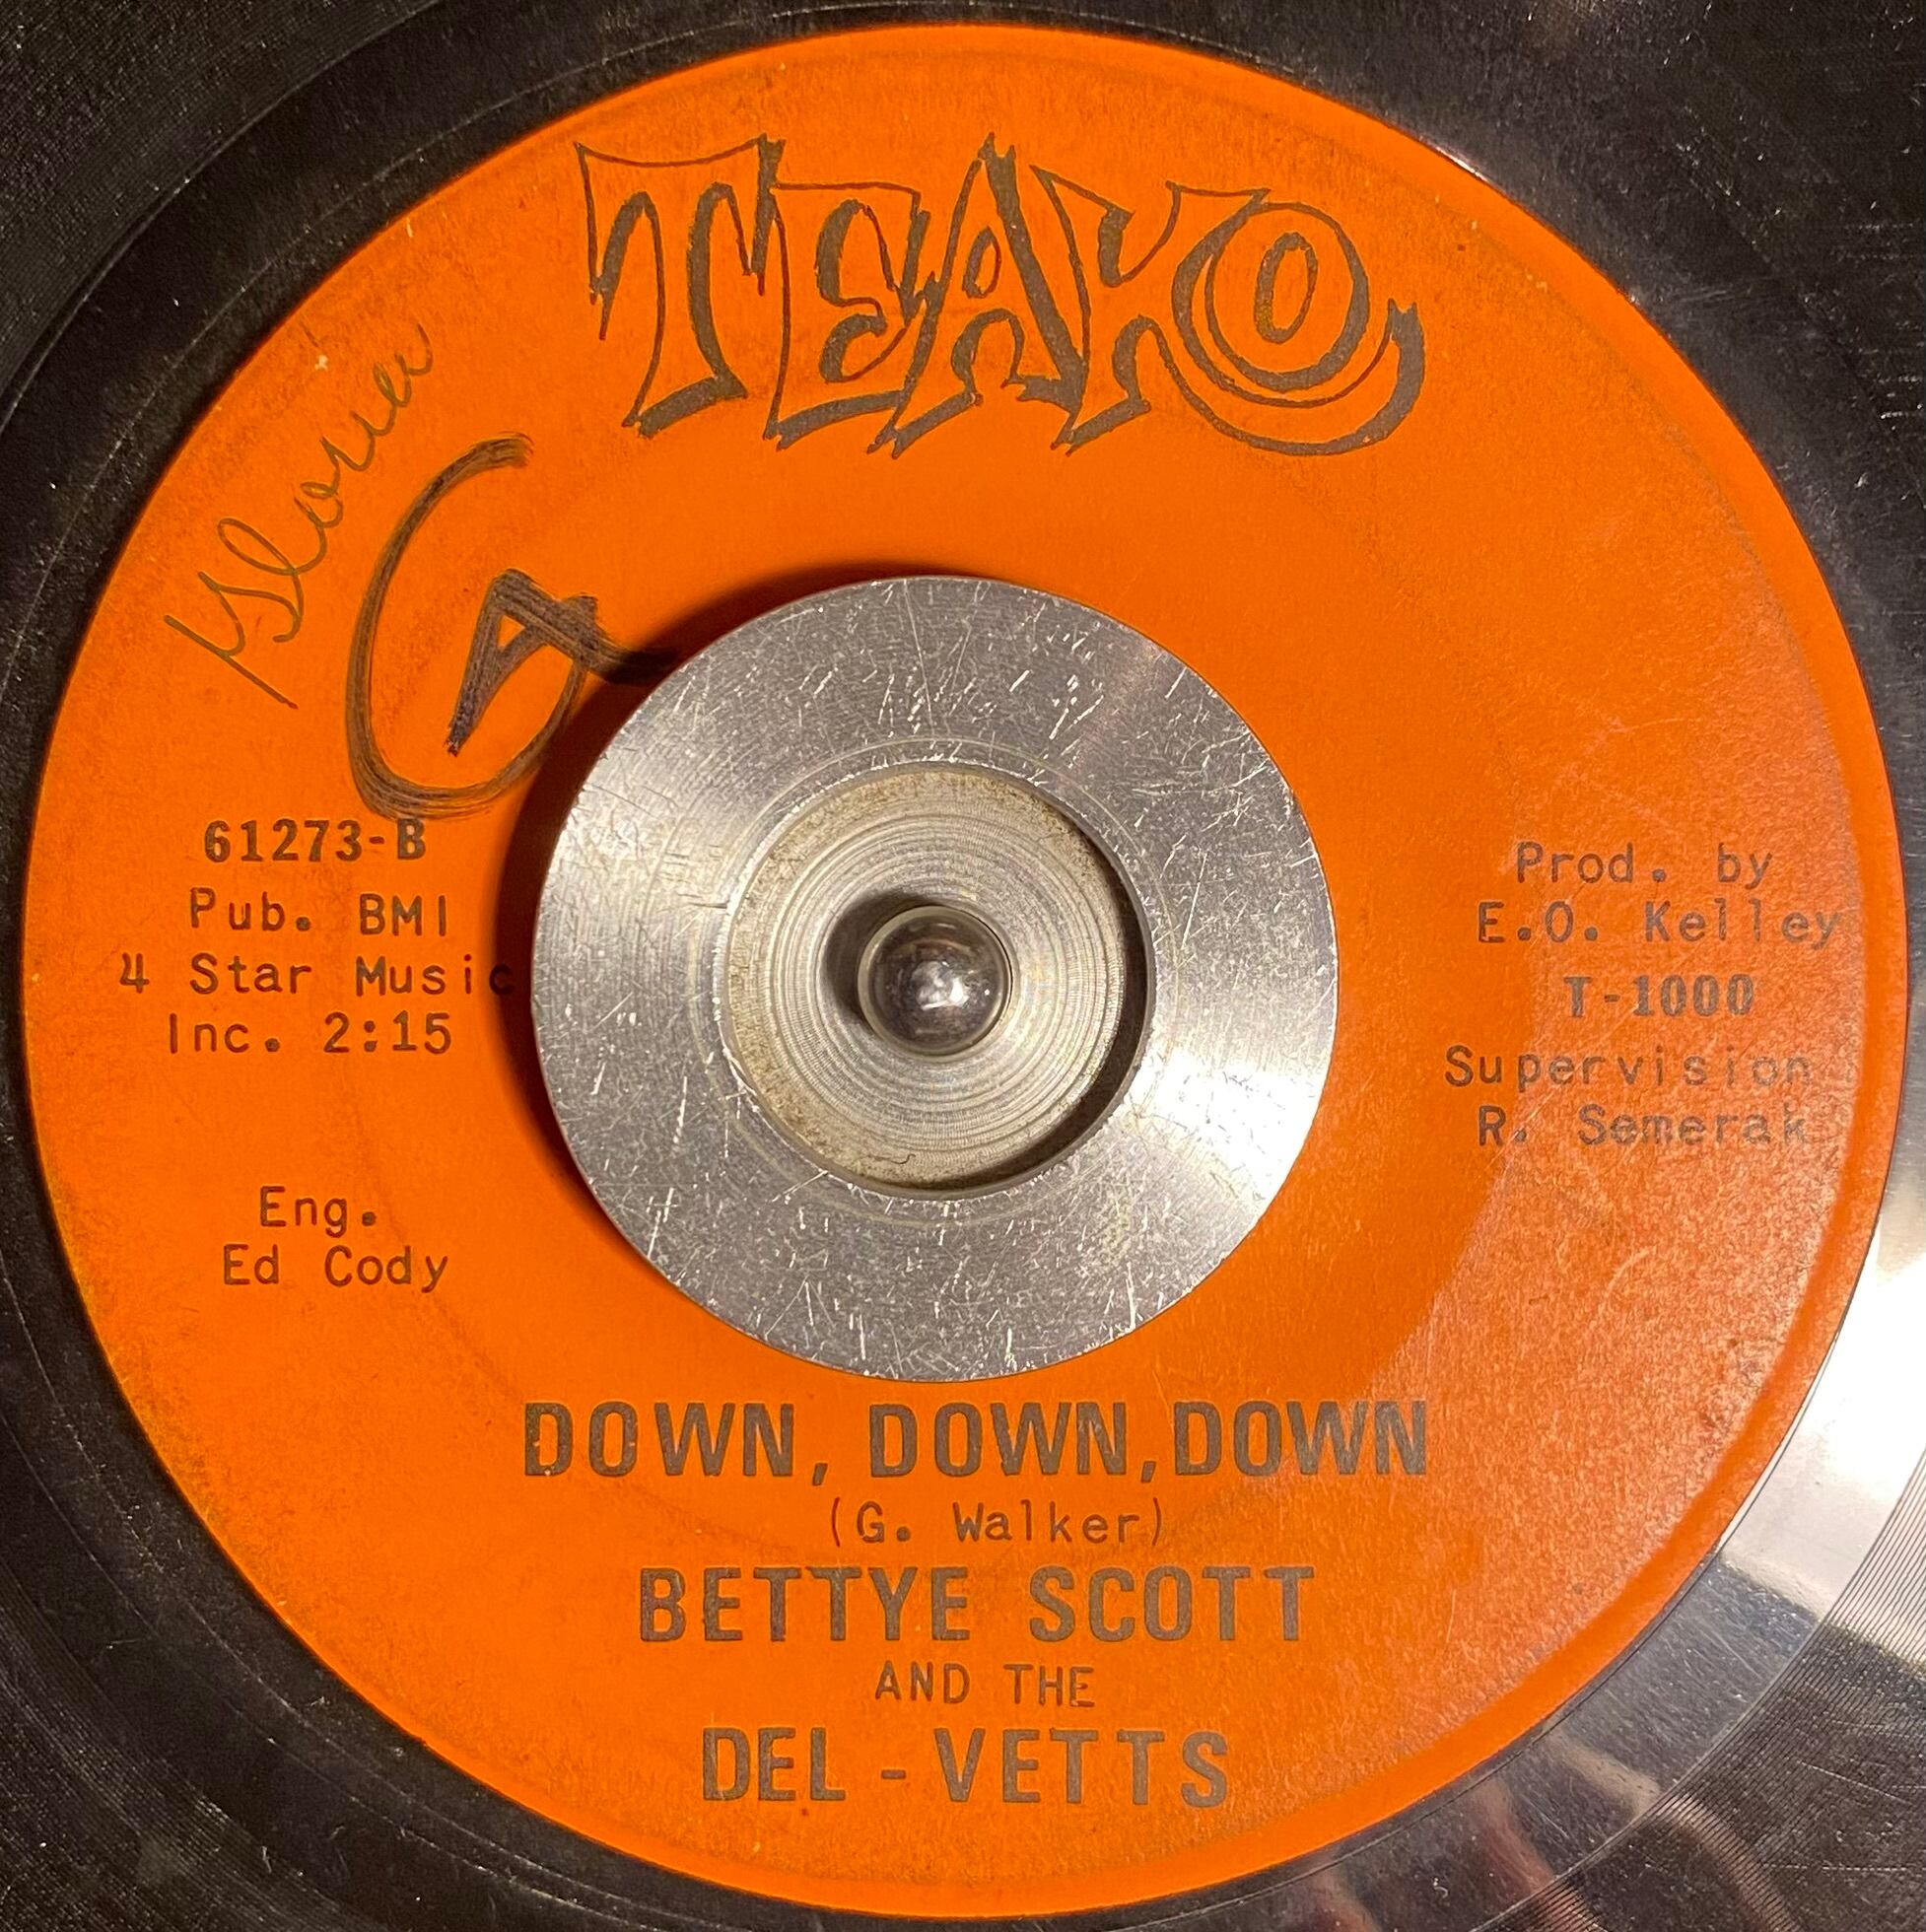 TEAKO
61273-B
Pub. BMI
4 Star Music
Inc. 2:15
Eng.
Ed Cody
Prod. by
E.O. Kelley
T-1000
Supervision
R. Semerak
DOWN, DOWN, DOWN
(G. Walker)
BETTYE SCOTT
AND THE
DEL-VETTS